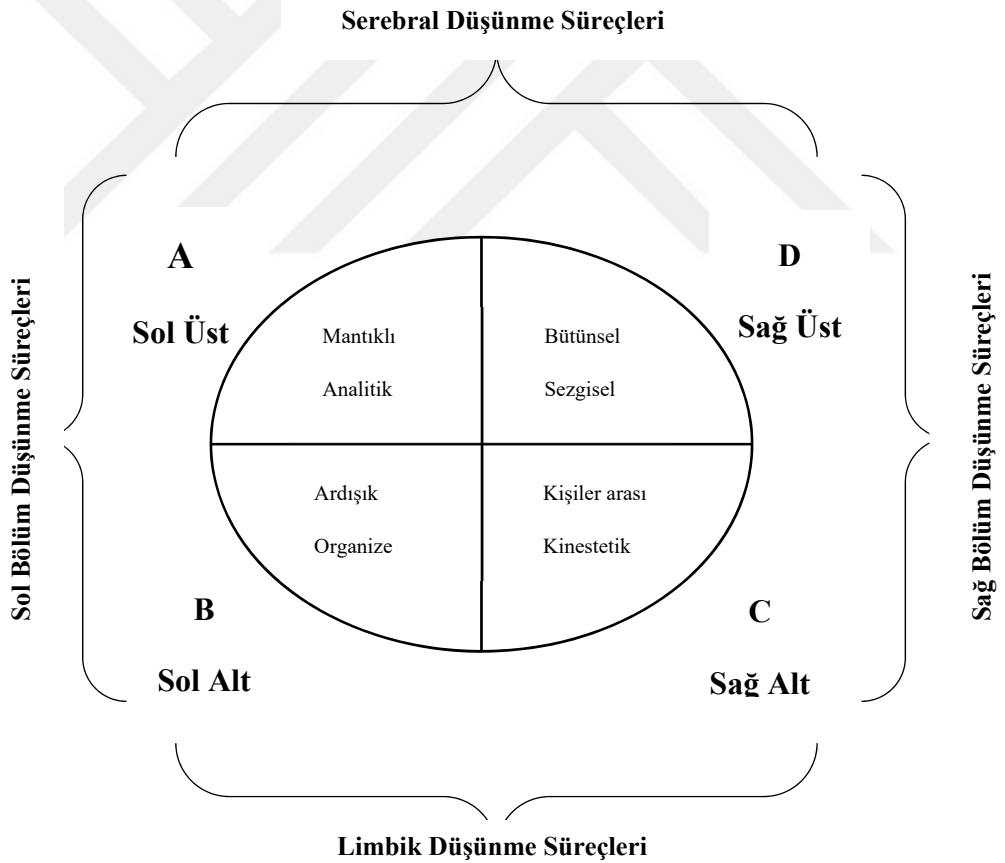 Serebral Düşünme Süreçleri
Sol Bölüm Düşünme Süreçleri
A
Sol Üst
Mantıklı
Analitik
Bütünsel
Sezgisel
D
Sağ Üst
Ardışık
Organize
Kişiler arası
Kinestetik
B
Sol Alt
C
Sağ Alt
Sağ Bölüm Düşünme Süreçleri
Limbik Düşünme Süreçleri